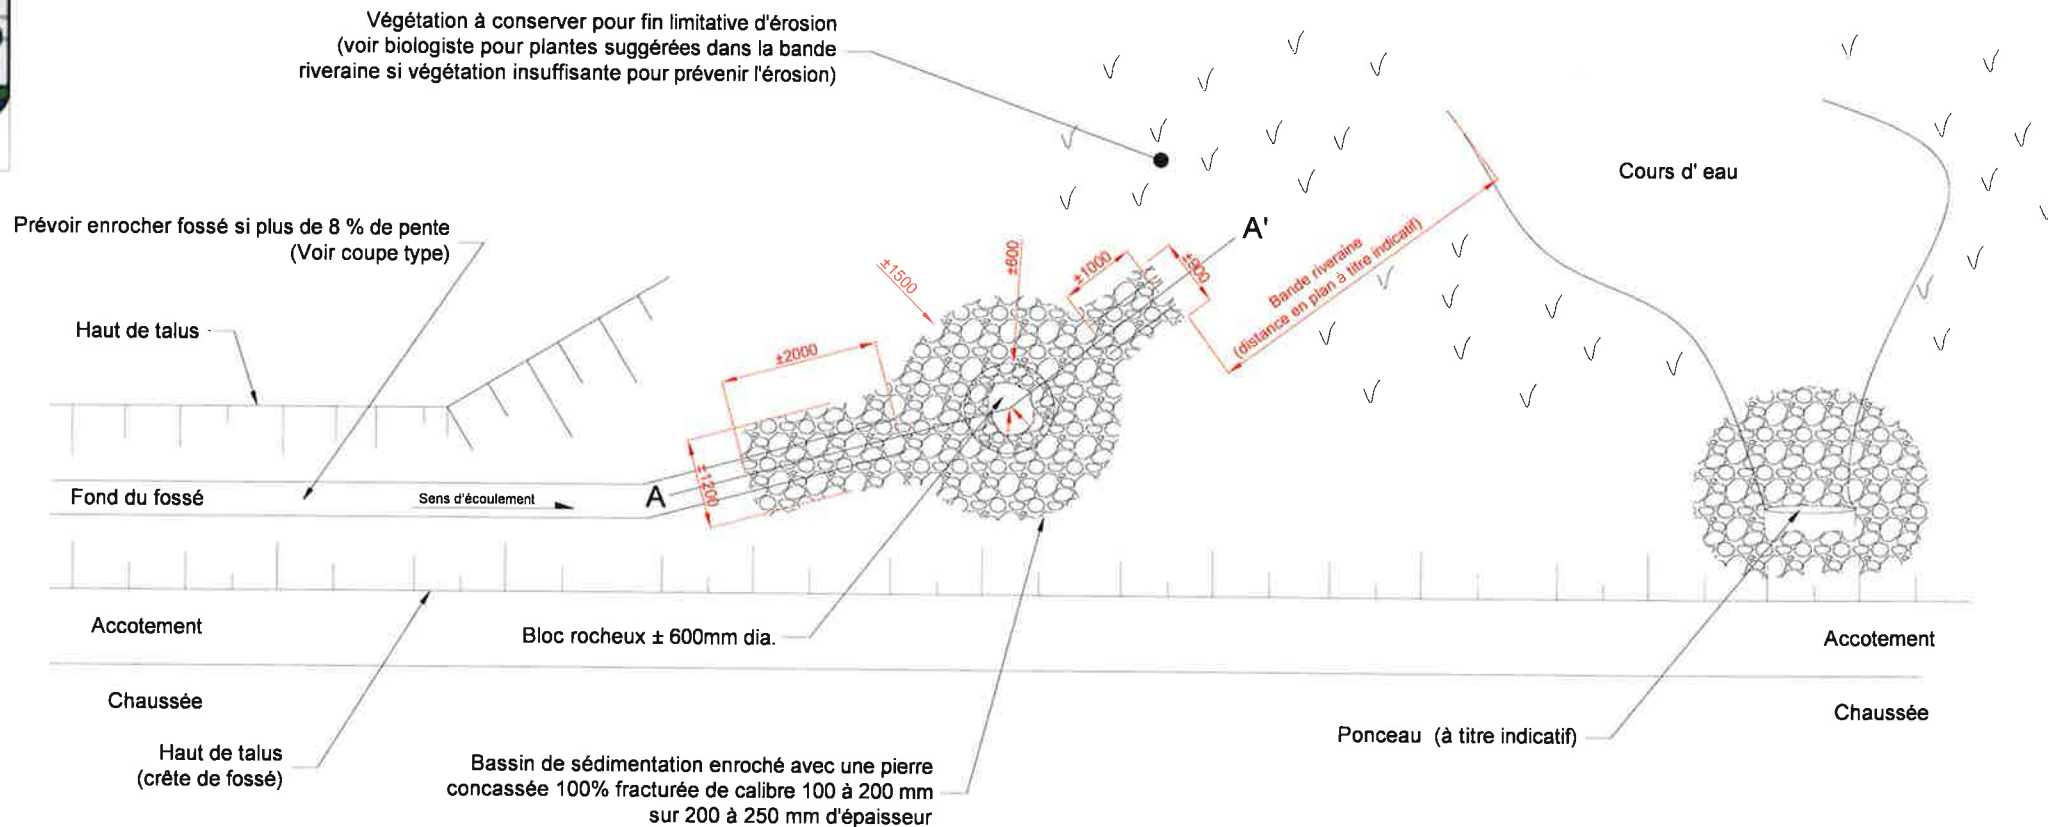 Végétation à conserver pour fin limitative d'érosion
(voir biologiste pour plantes suggérées dans la bande
riveraine si végétation insuffisante pour prévenir l'érosion)
Cours d' eau
Prévoir enrocher fossé si plus de 8 % de pente
(Voir coupe type)
A'
±600
±1000
±900
±1500
Bande riveraine
(distance en plan à titre indicatif)
Haut de talus
±2000
Fond du fossé
Sens d'écoulement
A
±1200
Accotement
Bloc rocheux ± 600mm dia.
Accotement
Chaussée
Chaussée
Ponceau (à titre indicatif)
Haut de talus
(crête de fossé)
Bassin de sédimentation enroché avec une pierre
concassée 100% fracturée de calibre 100 à 200 mm
sur 200 à 250 mm d'épaisseur